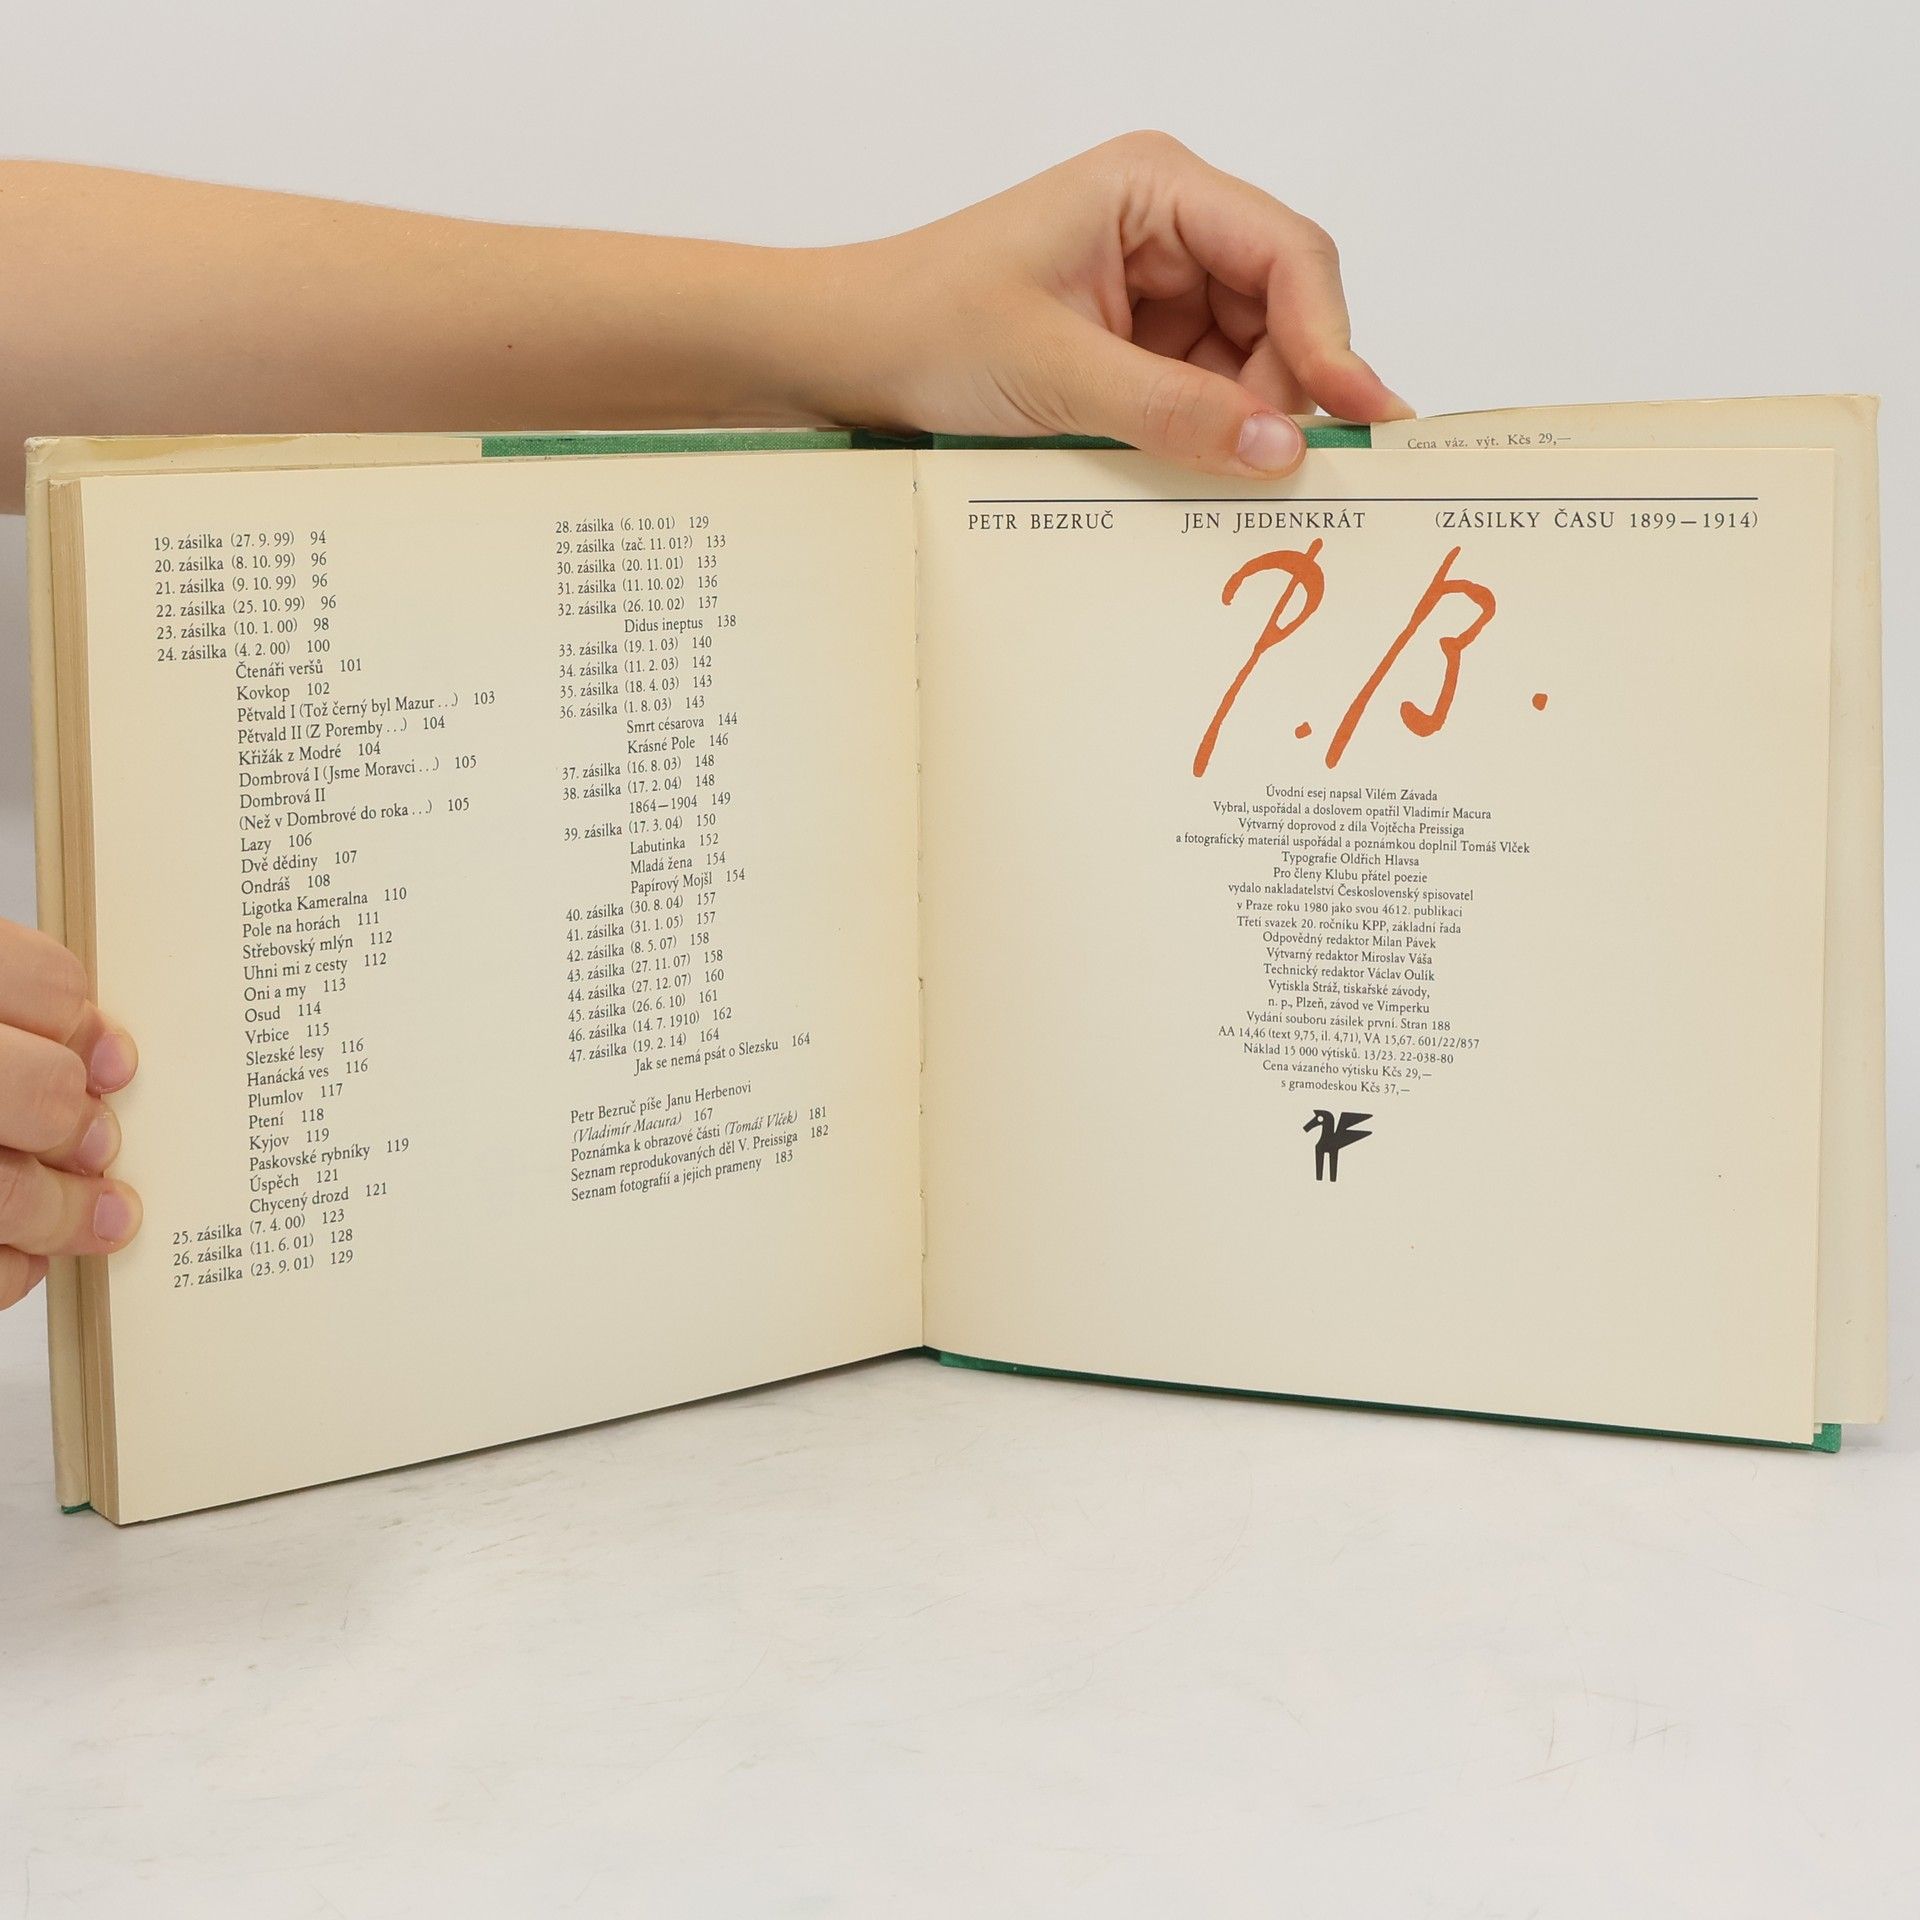 19. zásilka (27. 9. 99) 94
20. zásilka (8. 10. 99) 96
21. zásilka (9. 10. 99) 96
22. zásilka (25. 10. 99) 96
23. zásilka (10. 1. 00) 98
24. zásilka (4. 2. 00) 100
Čtenáři veršů 101
Kovkop 102
Pětvald I (Tož černý byl Mazur . . .) 103
Pětvald II (Z Poremby . . .) 104
Křižák z Modré 104
Dombrová I (Jsme Moravci . . .) 105
Dombrová II
(Než v Dombrové do roka . . .) 105
Lazy 106
Dvě dědiny 107
Ondráš 108
Ligotka Kameralna 110
Pole na horách 111
Střebovský mlýn 112
Uhni mi z cesty 112
Oni a my 113
Osud 114
Vrbice 115
Slezské lesy 116
Hanácká ves 116
Plumlov 117
Ptení 118
Kyjov 119
Paskovské rybníky 119
Úspěch 121
Chycený drozd 121
25. zásilka (7. 4. 00) 123
26. zásilka (11. 6. 01) 128
27. zásilka (23. 9. 01) 129
28. zásilka (6. 10. 01) 129
29. zásilka (zač. 11. 01?) 133
30. zásilka (20. 11. 01) 133
31. zásilka (11. 10. 02) 136
32. zásilka (26. 10. 02) 137
Didus ineptus 138
33. zásilka (19. 1. 03) 140
34. zásilka (11. 2. 03) 142
35. zásilka (18. 4. 03) 143
36. zásilka (1. 8. 03) 143
Smrt césarova 144
Krásné Pole 146
37. zásilka (16. 8. 03) 148
38. zásilka (17. 2. 04) 148
1864—1904 149
39. zásilka (17. 3. 04) 150
Labutinka 152
Mladá žena 154
Papírový Mojšl 154
40. zásilka (30. 8. 04) 157
41. zásilka (31. 1. 05) 157
42. zásilka (8. 5. 07) 158
43. zásilka (27. 11. 07) 158
44. zásilka (27. 12. 07) 160
45. zásilka (26. 6. 10) 161
46. zásilka (14. 7. 1910) 162
47. zásilka (19. 2. 14) 164
Jak se nemá psát o Slezsku 164
Petr Bezruč píše Janu Herbenovi
(Vladimír Macura) 167
Poznámka k obrazové části (Tomáš Vlček) 181
Seznam reprodukovaných děl V. Preissiga 182
Seznam fotografií a jejich prameny 183
Cena váz. výt. Kčs 29,—
PETR BEZRUČ JEN JEDENKRÁT (ZÁSILKY ČASU 1899—1914)
P. B.
Úvodní esej napsal Vilém Závada
Vybral, uspořádal a doslovem opatřil Vladimír Macura
Výtvarný doprovod z díla Vojtěcha Preissiga
a fotografický materiál uspořádal a poznámkou doplnil Tomáš Vlček
Typografie Oldřich Hlavsa
Pro členy Klubu přátel poezie
vydalo nakladatelství Československý spisovatel
v Praze roku 1980 jako svou 4612. publikaci
Třetí svazek 20. ročníku KPP, základní řada
Odpovědný redaktor Milan Pávek
Výtvarný redaktor Miroslav Váša
Technický redaktor Václav Oulík
Vytiskla Stráž, tiskařské závody,
n. p., Plzeň, závod ve Vimperku
Vydání souboru zásilek první. Stran 188
AA 14,46 (text 9,75, il. 4,71), VA 15,67. 601/22/857
Náklad 15 000 výtisků. 13/23. 22-038-80
Cena vázaného výtisku Kčs 29,—
s gramodeskou Kčs 37,—